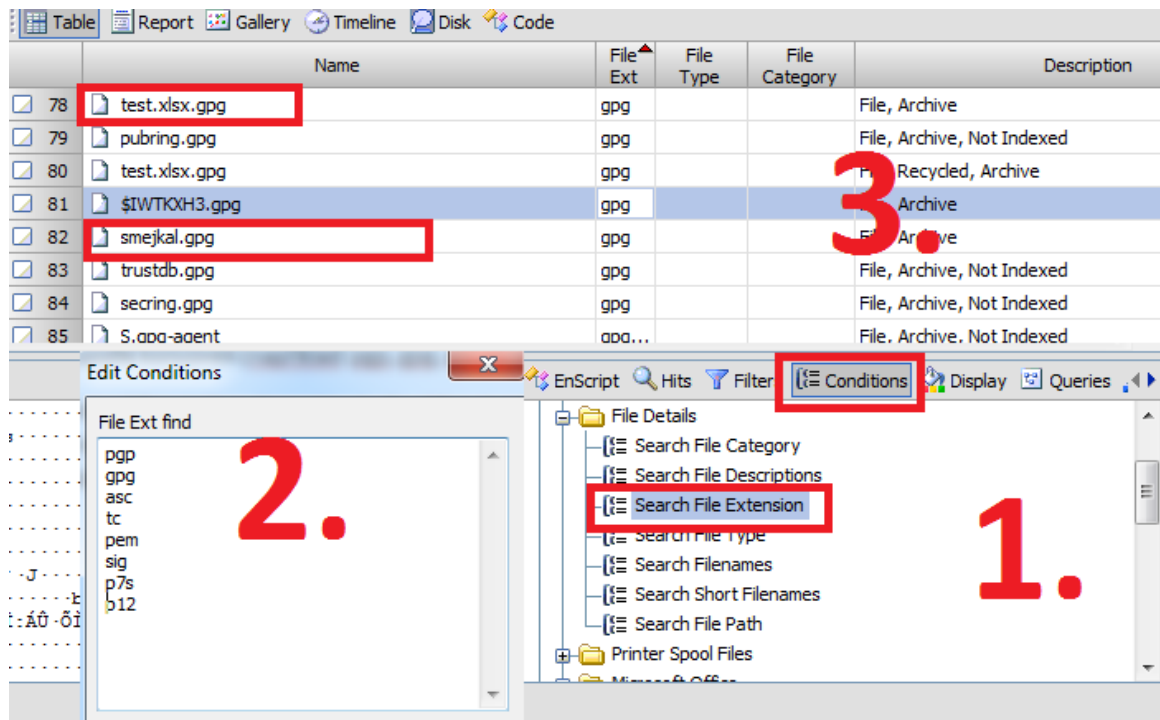 Table Report Gallery Timeline Disk Code
Name File Ext File Type File Category Description
78 test.xlsx.gpg gpg File, Archive
79 pubring.gpg gpg File, Archive, Not Indexed
80 test.xlsx.gpg gpg Recycled, Archive
81 $IWTKXH3.gpg gpg Archive
82 smejkal.gpg gpg File, Archive
83 trustdb.gpg gpg File, Archive, Not Indexed
84 secring.gpg gpg File, Archive, Not Indexed
85 S.gpg-agent gpg... File, Archive, Not Indexed
3.
Edit Conditions
File Ext find
pgp
gpg
asc
tc
pem
sig
p7s
p12
2.
EnScript Hits Filter Conditions Display Queries
File Details
Search File Category
Search File Descriptions
Search File Extension
Search File Type
Search Filenames
Search Short Filenames
Search File Path
Printer Spool Files
Microsoft Office
1.